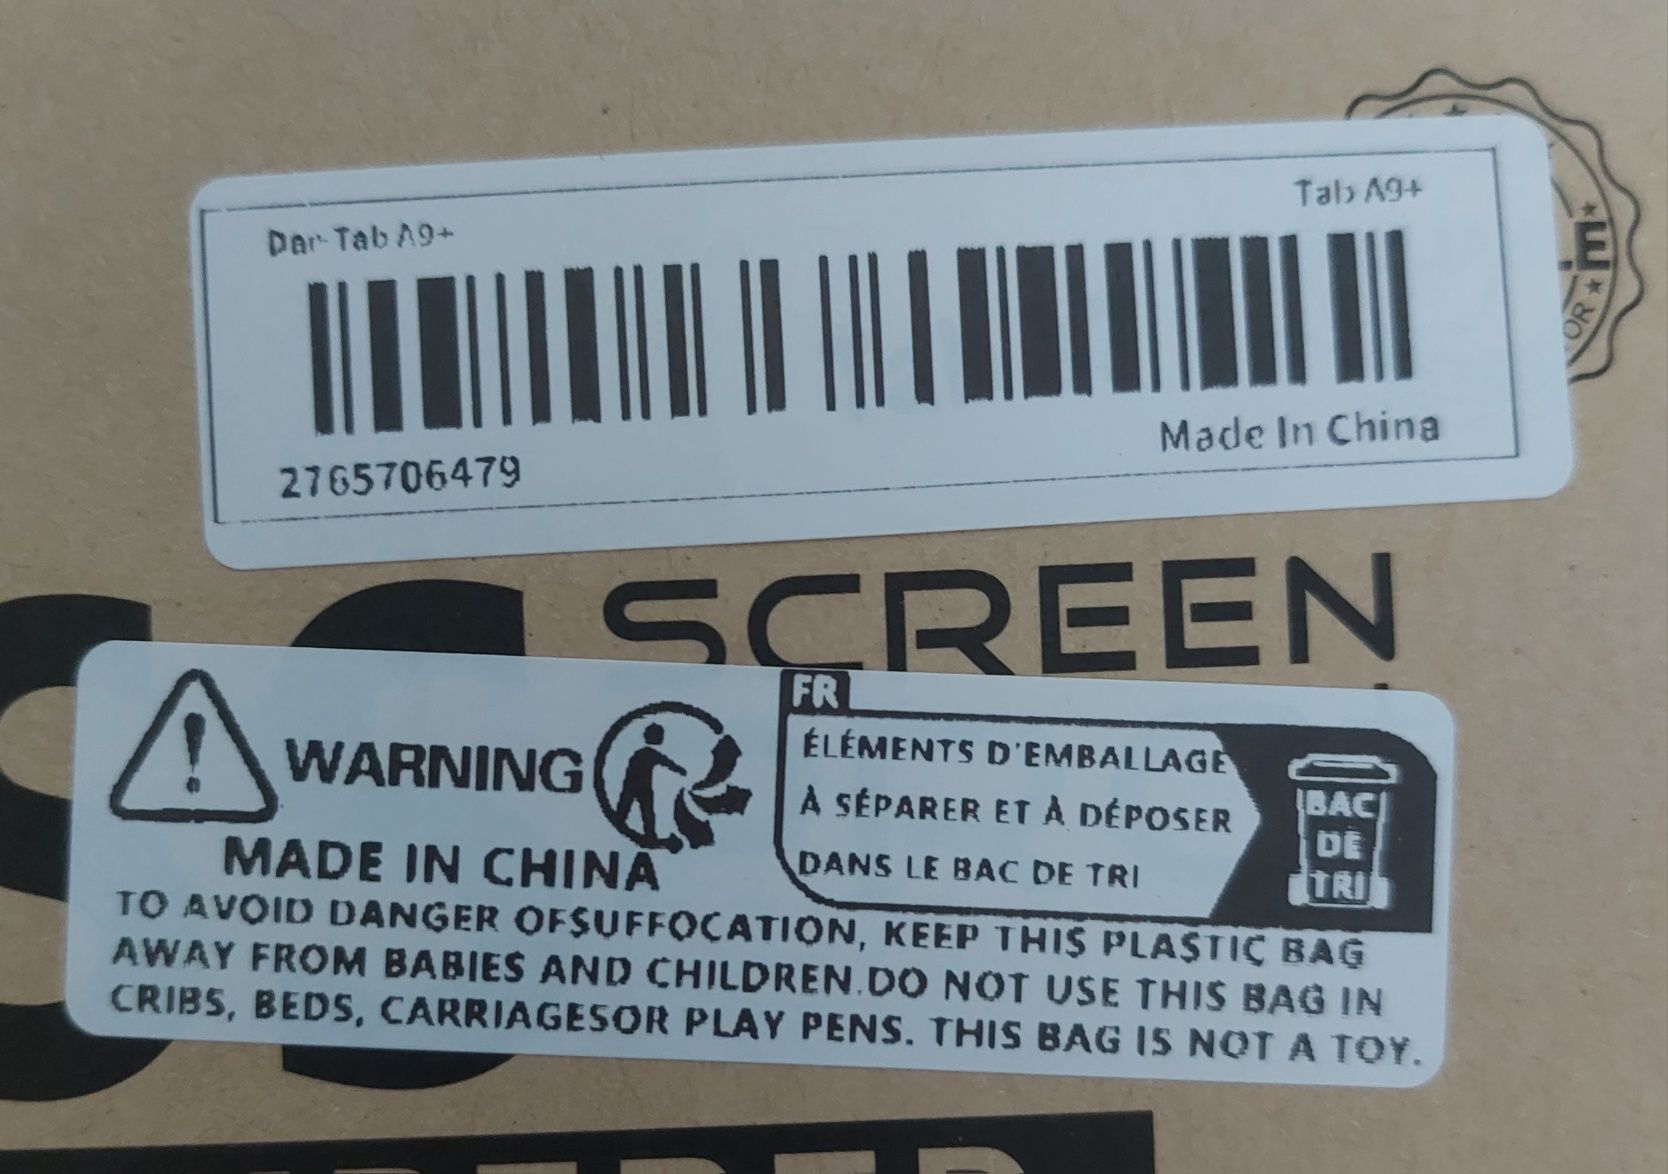 Dar Tab A9+
Tab A9+
2765706479
Made In China
SCREEN
WARNING
MADE IN CHINA
FR
ÉLÉMENTS D'EMBALLAGE
À SÉPARER ET À DÉPOSER
DANS LE BAC DE TRI
BAC
DE
TRI
TO AVOID DANGER OFSUFFOCATION, KEEP THIS PLASTIC BAG
AWAY FROM BABIES AND CHILDREN.DO NOT USE THIS BAG IN
CRIBS, BEDS, CARRIAGESOR PLAY PENS. THIS BAG IS NOT A TOY.